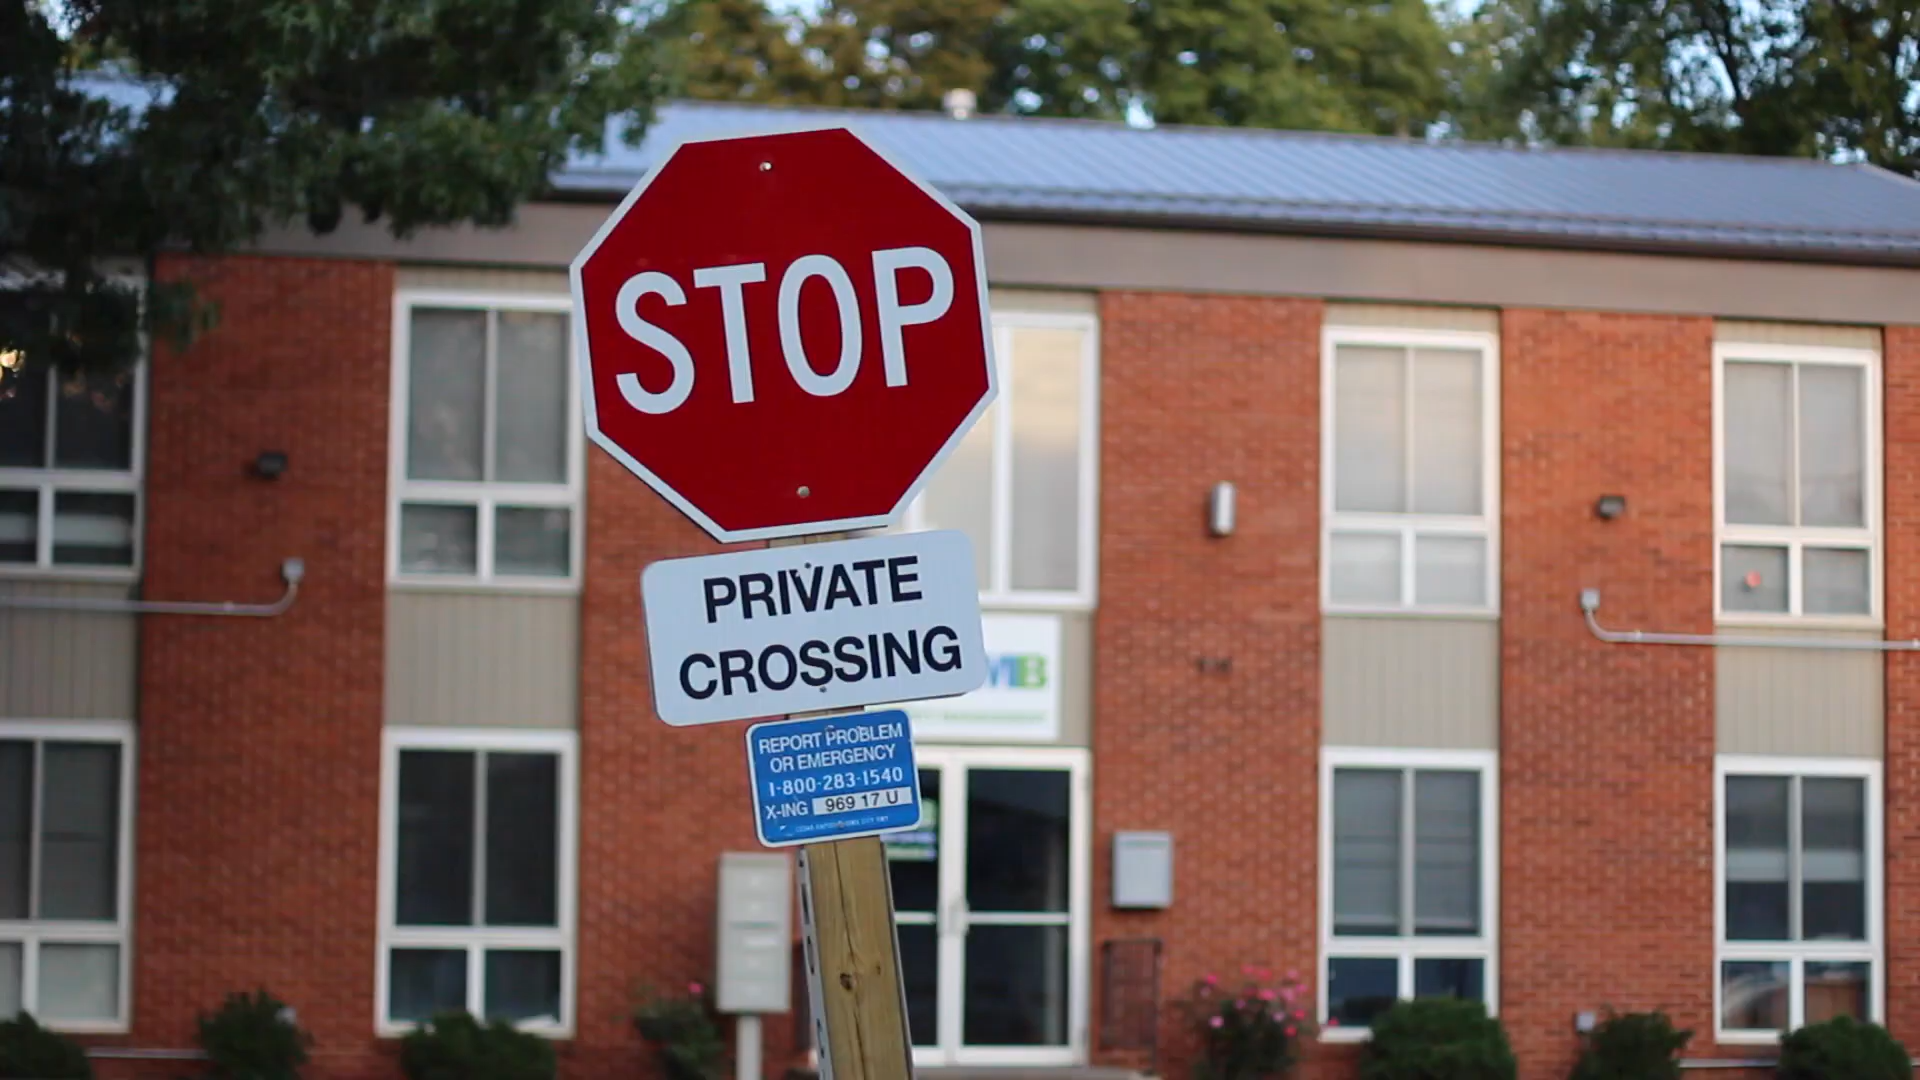 STOP
PRIVATE
CROSSING
REPORT PROBLEM
OR EMERGENCY
1-800-283-1540
X-ING 969 17 U